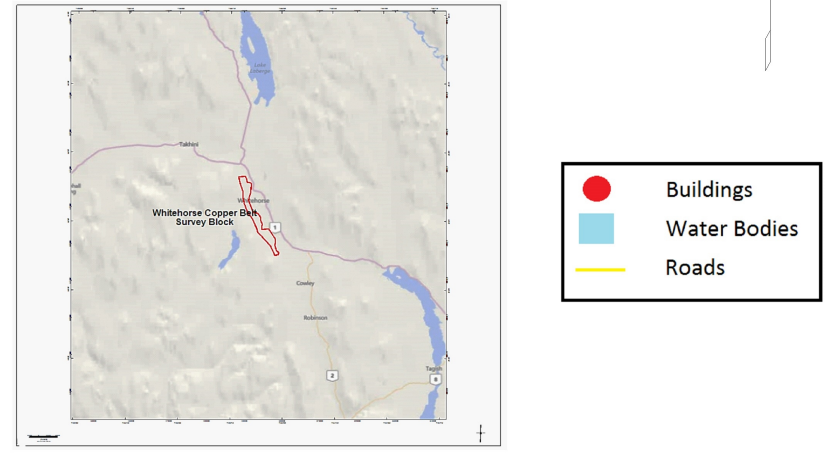 Lake
Laberge
Takhini
Whitehorse
Whitehorse Copper Belt
Survey Block
1
Cowley
Robinson
2
Tagish
8
Buildings
Water Bodies
Roads